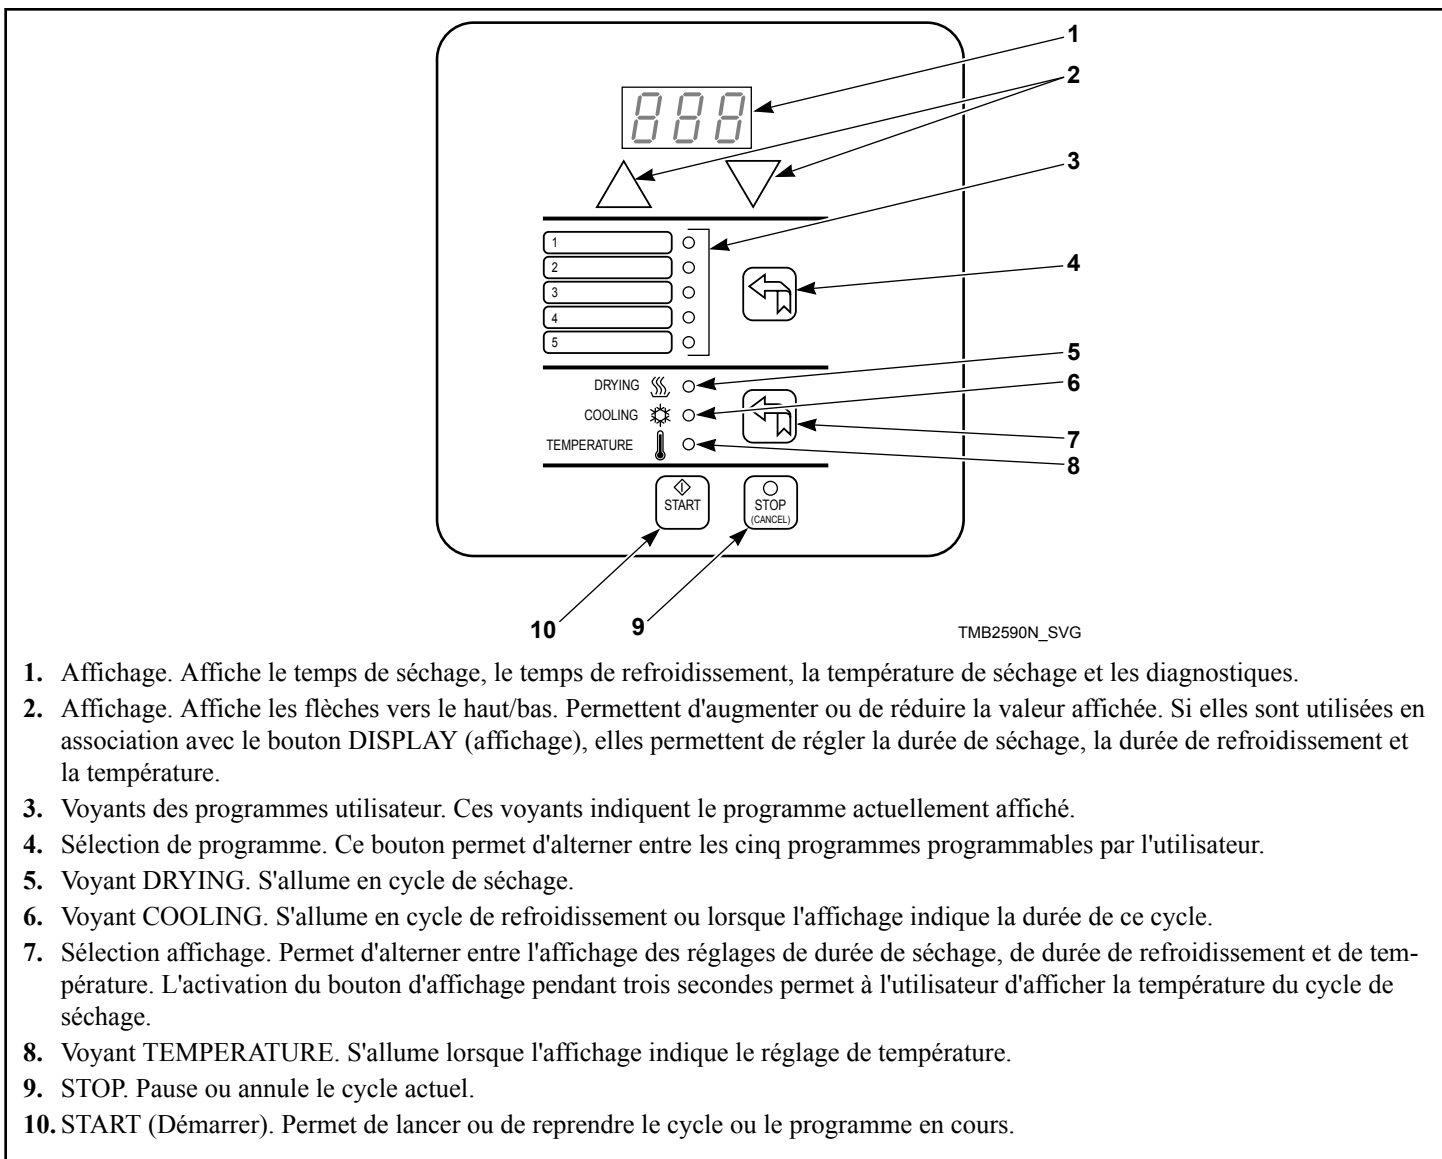 1
2
888
3
1
2
4
3
4
5
5
DRYING
6
COOLING
7
TEMPERATURE
8
START
STOP
(CANCEL)
10
9
TMB2590N_SVG
1. Affichage. Affiche le temps de séchage, le temps de refroidissement, la température de séchage et les diagnostiques.
2. Affichage. Affiche les flèches vers le haut/bas. Permettent d'augmenter ou de réduire la valeur affichée. Si elles sont utilisées en
association avec le bouton DISPLAY (affichage), elles permettent de régler la durée de séchage, la durée de refroidissement et
la température.
3. Voyants des programmes utilisateur. Ces voyants indiquent le programme actuellement affiché.
4. Sélection de programme. Ce bouton permet d'alterner entre les cinq programmes programmables par l'utilisateur.
5. Voyant DRYING. S'allume en cycle de séchage.
6. Voyant COOLING. S'allume en cycle de refroidissement ou lorsque l'affichage indique la durée de ce cycle.
7. Sélection affichage. Permet d'alterner entre l'affichage des réglages de durée de séchage, de durée de refroidissement et de tem-
pérature. L'activation du bouton d'affichage pendant trois secondes permet à l'utilisateur d'afficher la température du cycle de
séchage.
8. Voyant TEMPERATURE. S'allume lorsque l'affichage indique le réglage de température.
9. STOP. Pause ou annule le cycle actuel.
10. START (Démarrer). Permet de lancer ou de reprendre le cycle ou le programme en cours.